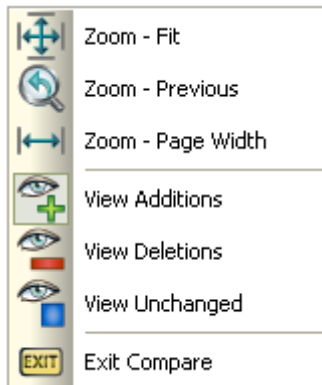 Zoom - Fit
Zoom - Previous
Zoom - Page Width
View Additions
View Deletions
View Unchanged
EXIT Exit Compare